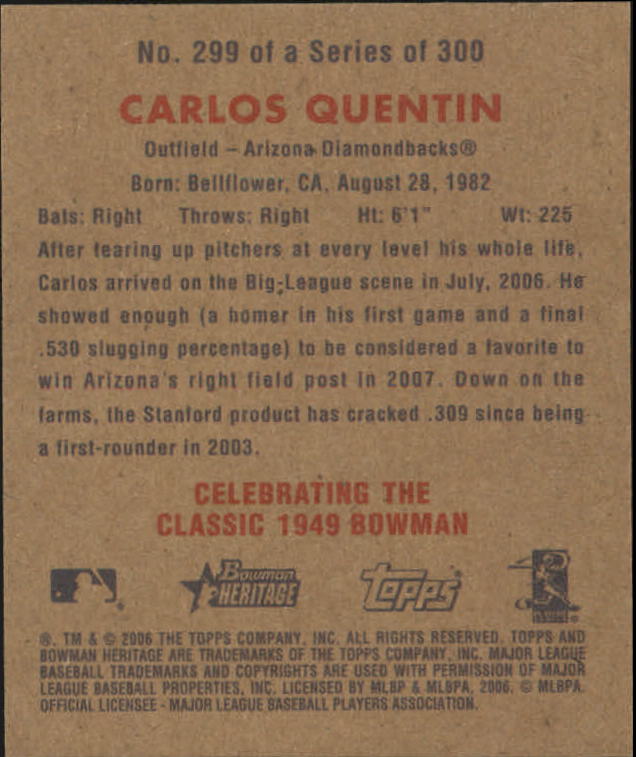 No. 299 of a Series of 300
CARLOS QUENTIN
Outfield – Arizona Diamondbacks®
Born: Bellflower, CA, August 28, 1982
Bats: Right Throws: Right Ht: 6'1" Wt: 225
After tearing up pitchers at every level his whole life,
Carlos arrived on the Big-League scene in July, 2006. He
showed enough (a homer in his first game and a final
.530 slugging percentage) to be considered a favorite to
win Arizona's right field post in 2007. Down on the
farms, the Stanford product has cracked .309 since being
a first-rounder in 2003.
CELEBRATING THE
CLASSIC 1949 BOWMAN
Bowman
HERITAGE
Topps
®, TM & © 2006 THE TOPPS COMPANY, INC. ALL RIGHTS RESERVED. TOPPS AND
BOWMAN HERITAGE ARE TRADEMARKS OF THE TOPPS COMPANY, INC. MAJOR LEAGUE
BASEBALL TRADEMARKS AND COPYRIGHTS ARE USED WITH PERMISSION OF MAJOR
LEAGUE BASEBALL PROPERTIES, INC. LICENSED BY MLBP & MLBPA, 2006. © MLBPA.
OFFICIAL LICENSEE - MAJOR LEAGUE BASEBALL PLAYERS ASSOCIATION.